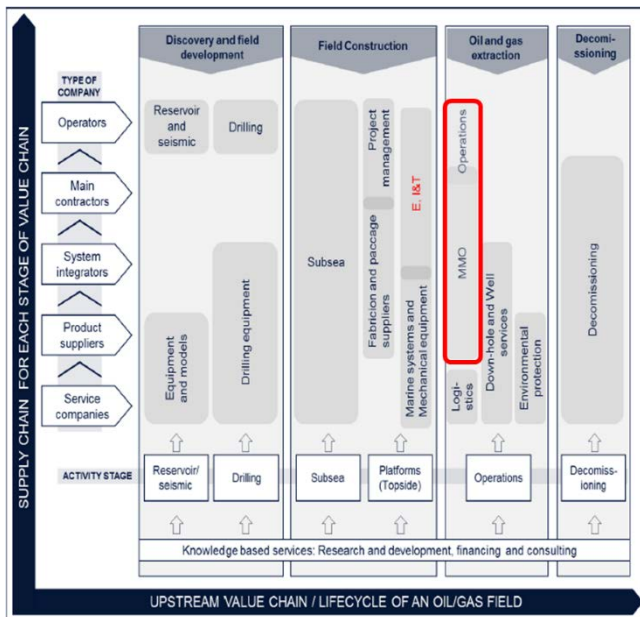 Discovery and field
development
Field Construction
Oil and gas
extraction
Decomi-
ssioning
TYPE OF
COMPANY
Operators
Main
contractors
System
integrators
Product
suppliers
Service
companies
SUPPLY CHAIN FOR EACH STAGE OF VALUE CHAIN
Reservoir
and
seismic
Drilling
Equipment
and models
Drilling equipment
Subsea
Project
management
Fabricion and paccage
suppliers
E, I&T
Marine systems and
Mechanical equipment
Operations
MMO
Logi-
stics
Down-hole and Well
services
Environmental
protection
Decomissioning
ACTIVITY STAGE
Reservoir/
seismic
Drilling
Subsea
Platforms
(Topside)
Operations
Decomiss-
ioning
Knowledge based services: Research and development, financing and consulting
UPSTREAM VALUE CHAIN / LIFECYCLE OF AN OIL/GAS FIELD